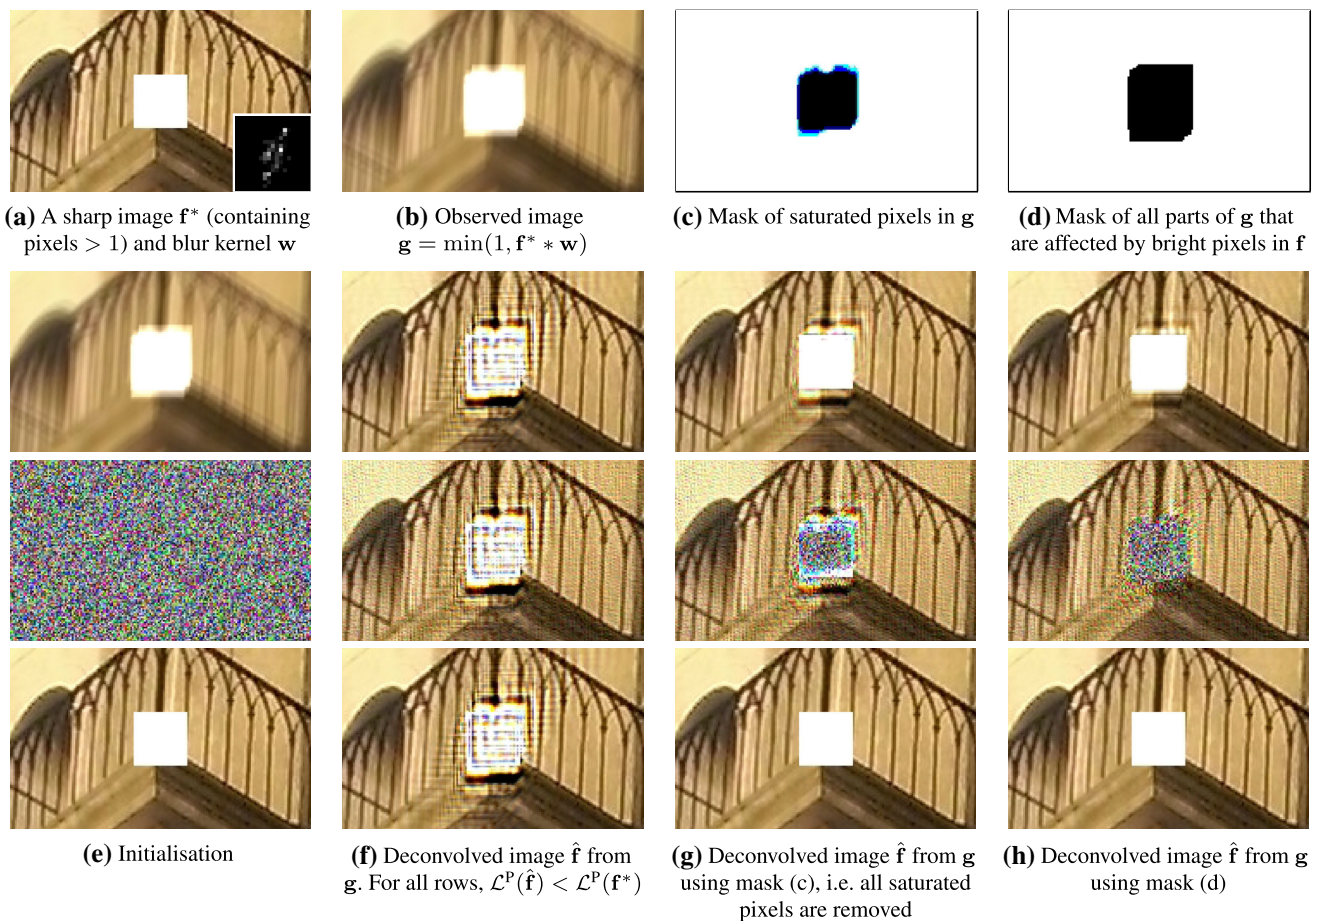 (a) A sharp image f* (containing
pixels > 1) and blur kernel w
(b) Observed image
g = min(1, f* ∗ w)
(c) Mask of saturated pixels in g
(d) Mask of all parts of g that
are affected by bright pixels in f
(e) Initialisation
(f) Deconvolved image f̂ from
g. For all rows, ℒᴾ(f̂) < ℒᴾ(f*)
(g) Deconvolved image f̂ from g
using mask (c), i.e. all saturated
pixels are removed
(h) Deconvolved image f̂ from g
using mask (d)